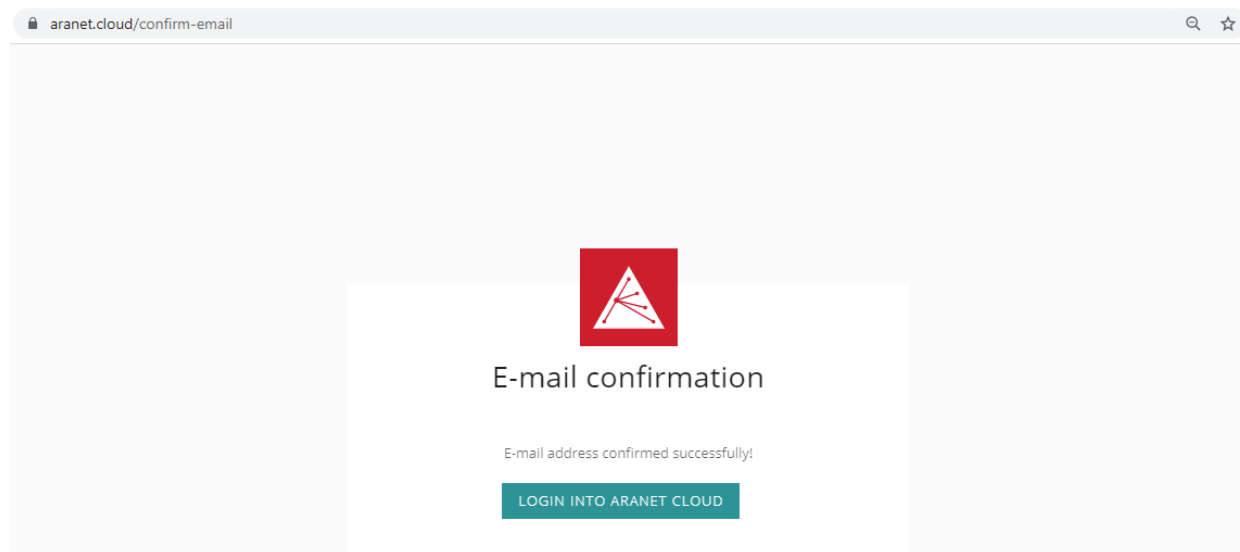 aranet.cloud/confirm-email
E-mail confirmation
E-mail address confirmed successfully!
LOGIN INTO ARANET CLOUD